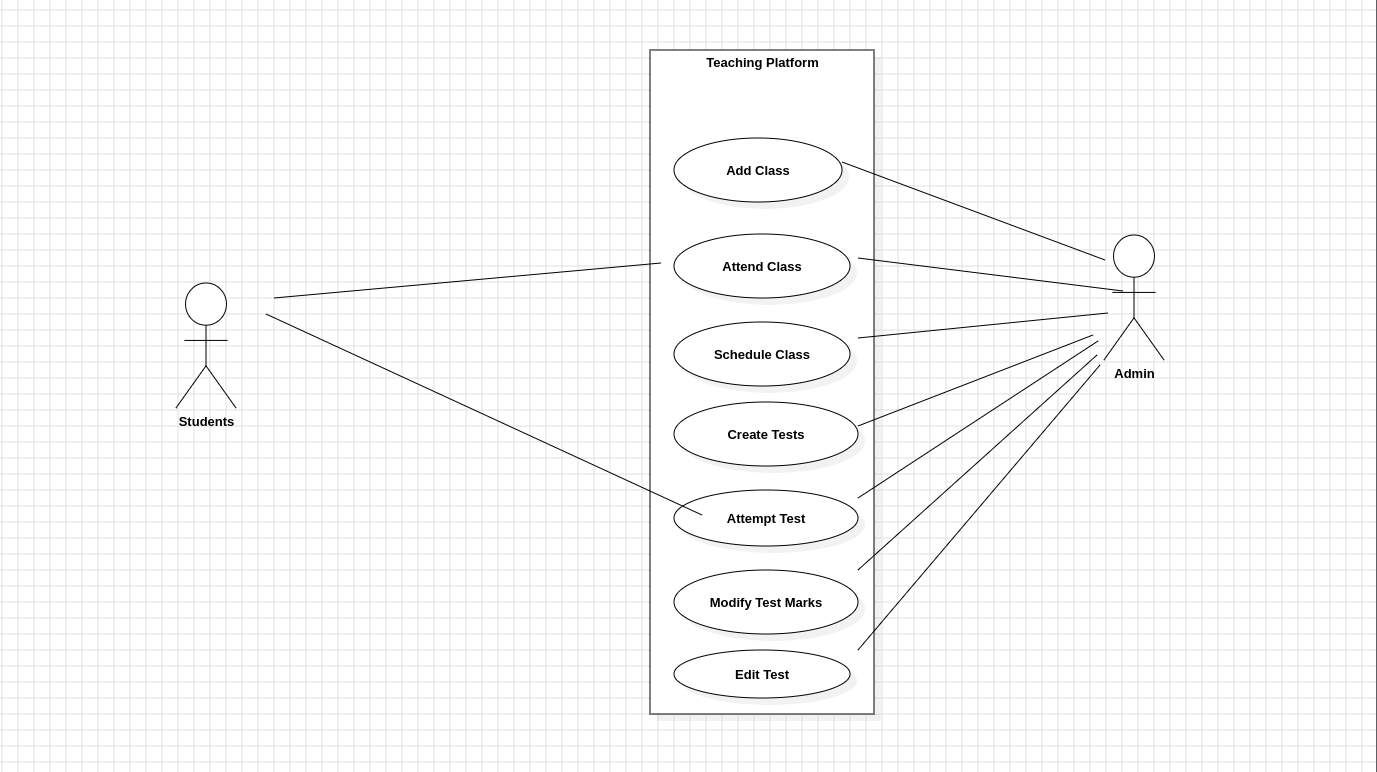 Teaching Platform
Add Class
Attend Class
Schedule Class
Create Tests
Attempt Test
Modify Test Marks
Edit Test
Students
Admin